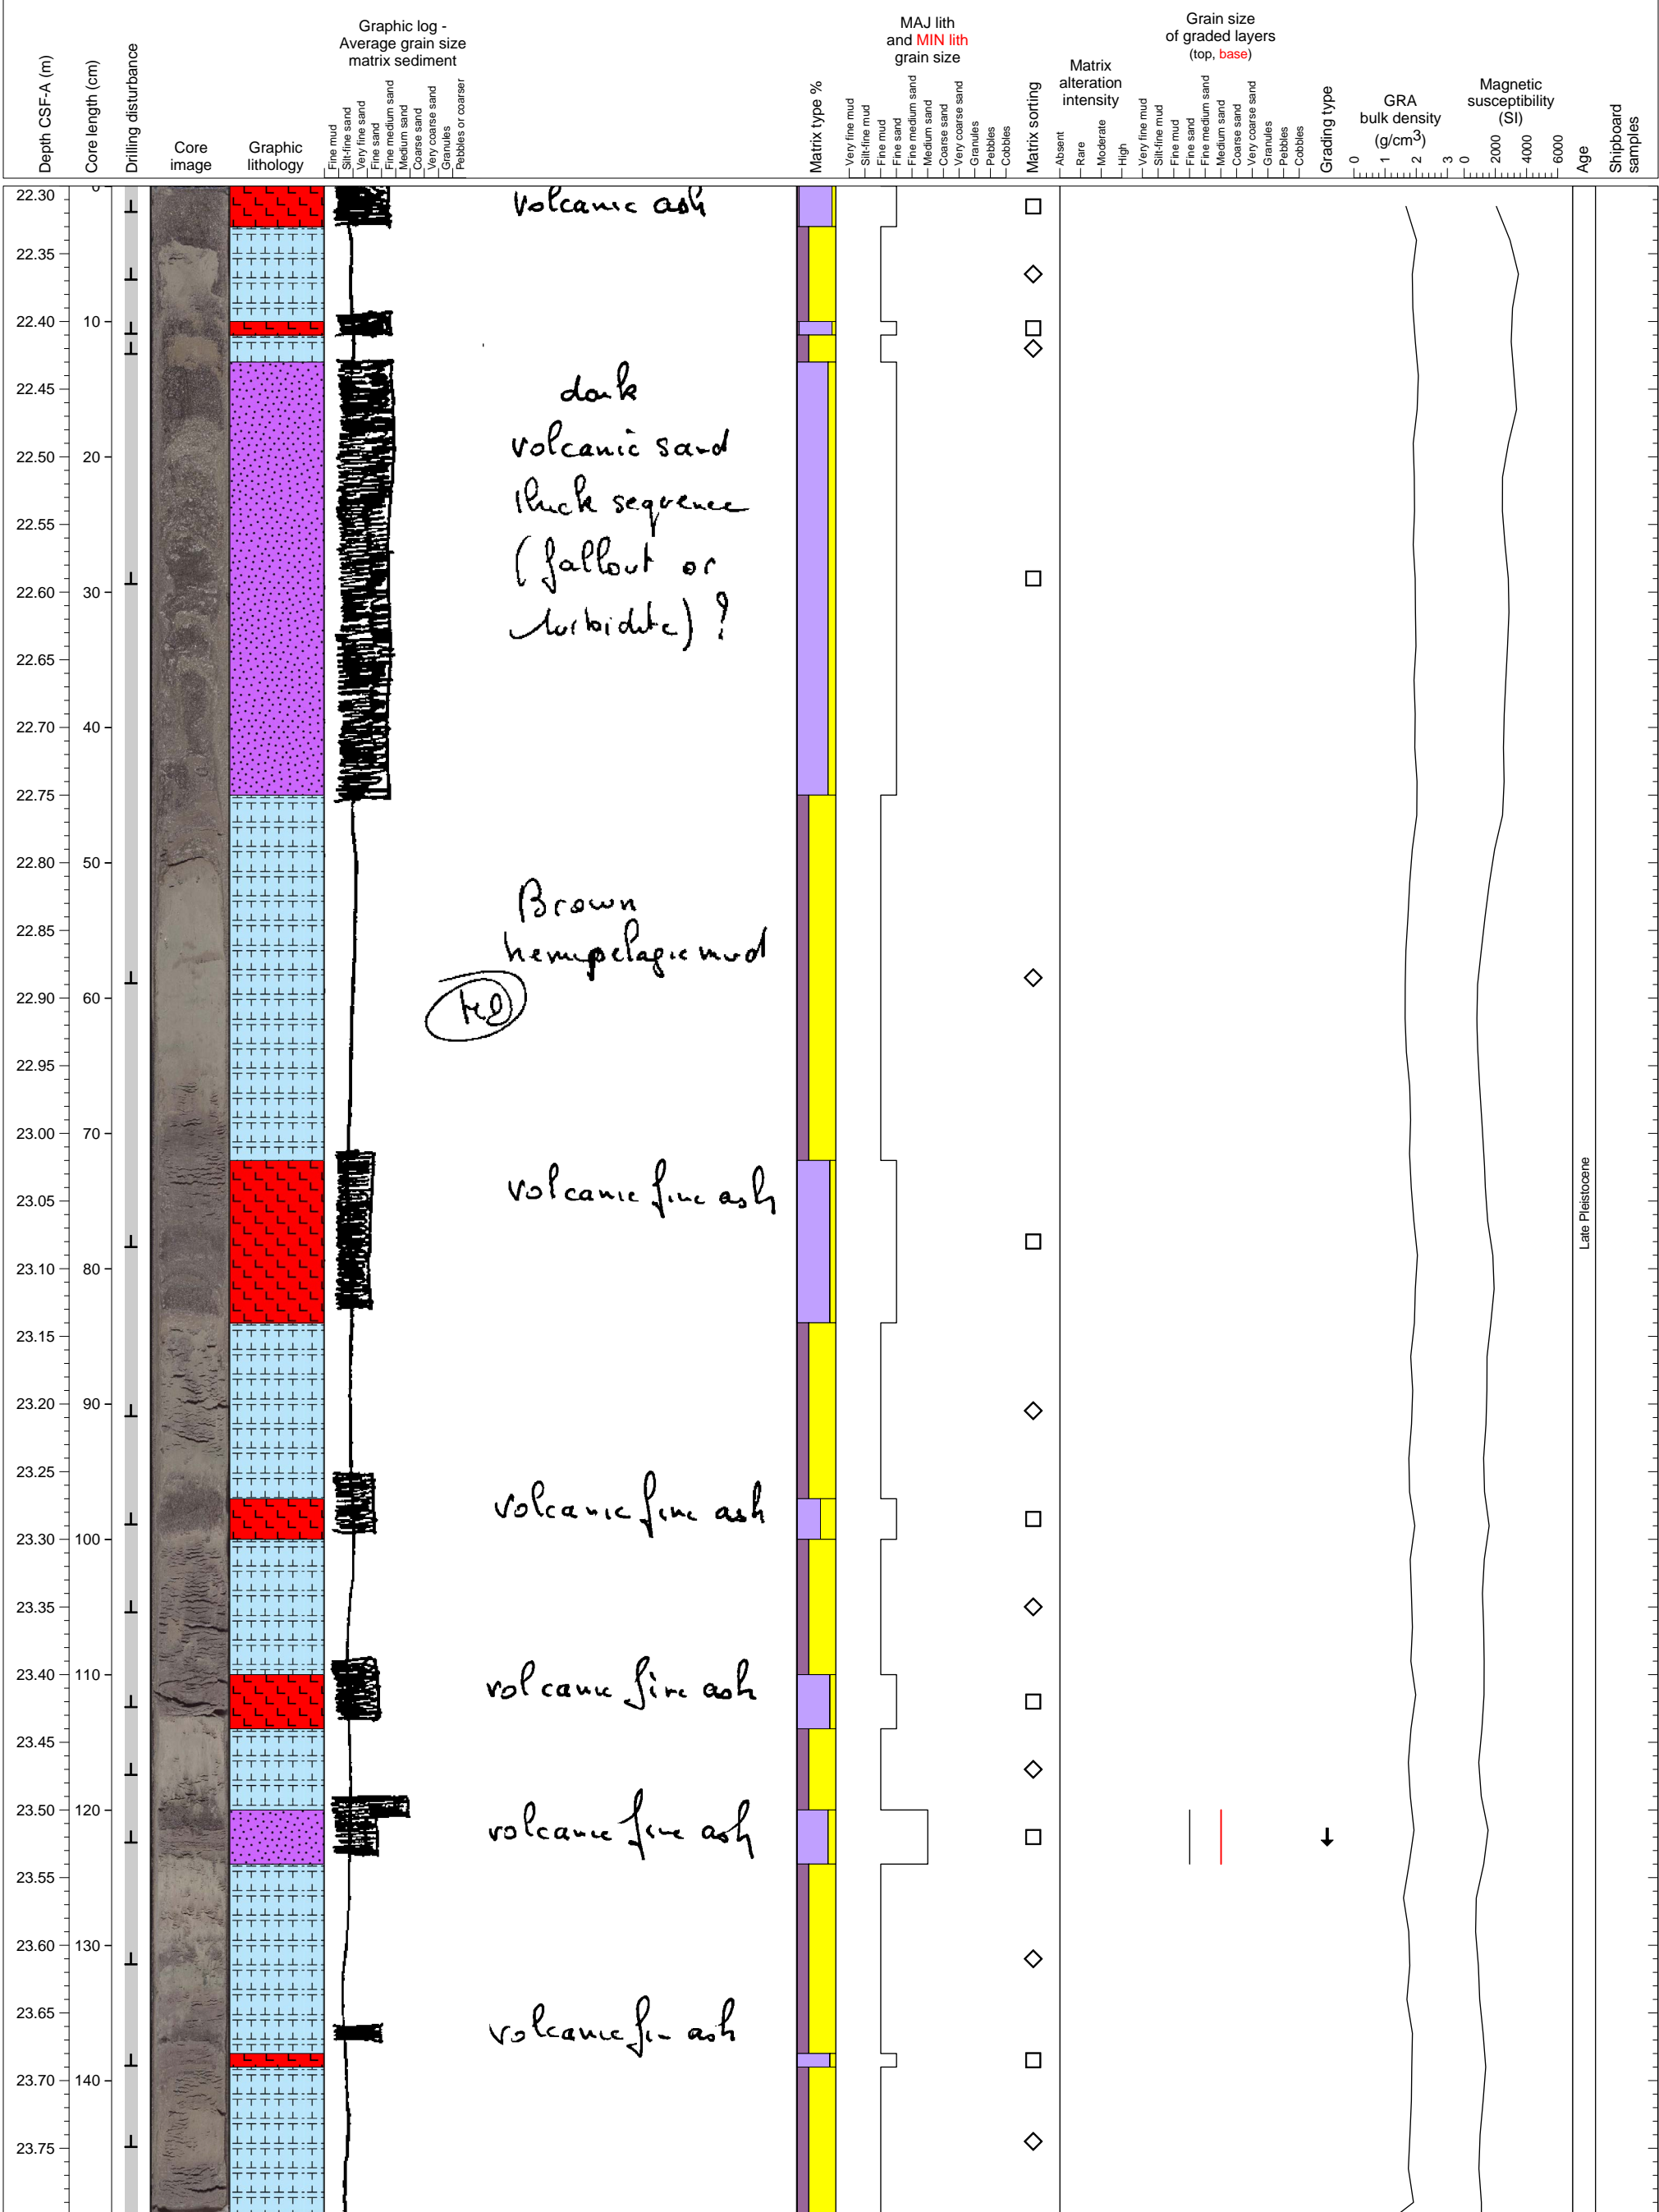 Graphic log -
Average grain size
matrix sediment
MAJ lith
and MIN lith
grain size
Grain size
of graded layers
(top, base)
Matrix
alteration
intensity
GRA
bulk density
(g/cm3)
Magnetic
susceptibility
(SI)
Depth CSF-A (m)
Core length (cm)
Drilling disturbance
Core
image
Graphic
lithology
Fine mud
Silt-fine sand
Very fine sand
Fine sand
Fine medium sand
Medium sand
Coarse sand
Very coarse sand
Granules
Pebbles or coarser
Matrix type %
Very fine mud
Silt-fine mud
Fine mud
Fine sand
Fine medium sand
Medium sand
Coarse sand
Very coarse sand
Granules
Pebbles
Cobbles
Matrix sorting
Absent
Rare
Moderate
High
Very fine mud
Silt-fine mud
Fine mud
Fine sand
Fine medium sand
Medium sand
Coarse sand
Very coarse sand
Granules
Pebbles
Cobbles
Grading type
0 1 2 3
0 2000 4000 6000
Age
Shipboard
samples
22.30 0
volcanic ash
22.35
22.40 10
22.45
dark
22.50 20
volcanic sand
22.55
thick sequence
22.60 30
(fallout or
turbidite) ?
22.65
22.70 40
22.75
22.80 50
Brown
22.85
hemipelagic mud
22.90 60
22.95
23.00 70
23.05
volcanic fine ash
Late Pleistocene
23.10 80
23.15
23.20 90
23.25
volcanic fine ash
23.30 100
23.35
23.40 110
volcanic fine ash
23.45
23.50 120
volcanic fine ash
23.55
23.60 130
23.65
volcanic fin ash
23.70 140
23.75